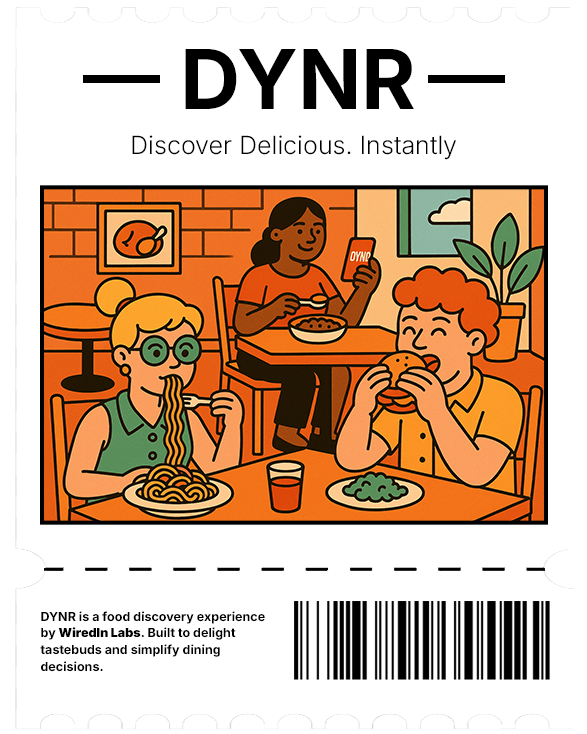 DYNR
Discover Delicious. Instantly
DYNR
DYNR is a food discovery experience
by WiredIn Labs. Built to delight
tastebuds and simplify dining
decisions.